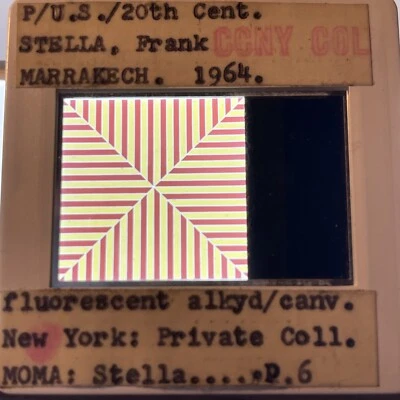 P/U.S./20th Cent.
STELLA, Frank CCNY COL
MARRAKECH. 1964.
fluorescent alkyd/canv.
New York: Private Coll.
MOMA: Stella.....p.6